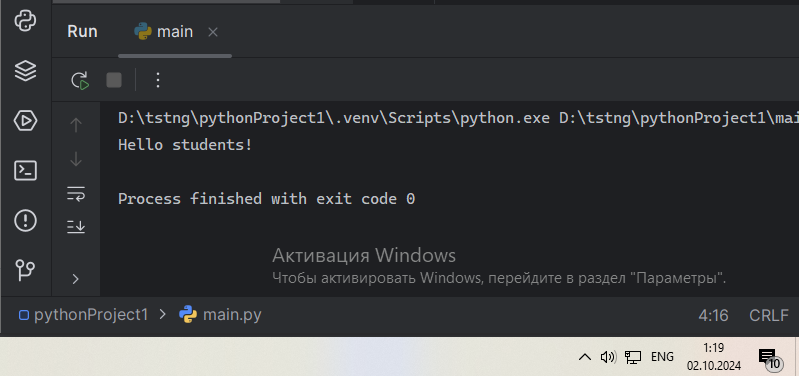 Run main
D:\tstng\pythonProject1\.venv\Scripts\python.exe D:\tstng\pythonProject1\mai
Hello students!
Process finished with exit code 0
Активация Windows
Чтобы активировать Windows, перейдите в раздел "Параметры".
pythonProject1 > main.py 4:16 CRLF
ENG 1:19
02.10.2024 10